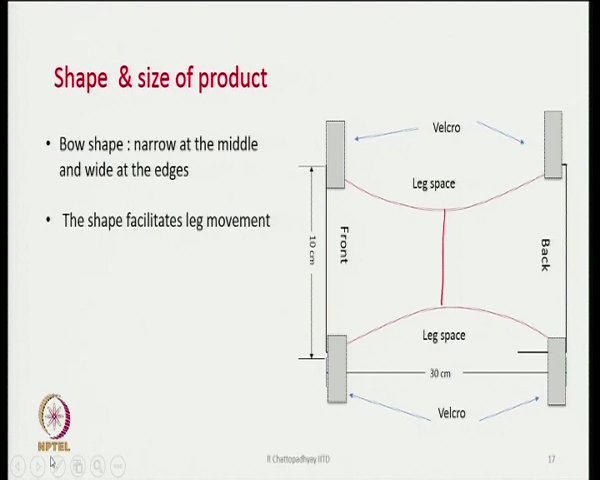 Shape & size of product
• Bow shape : narrow at the middle
and wide at the edges
• The shape facilitates leg movement
Velcro
Leg space
10 cm
Front
Back
Leg space
30 cm
Velcro
NPTEL
R Chattopadhyay IITD
17